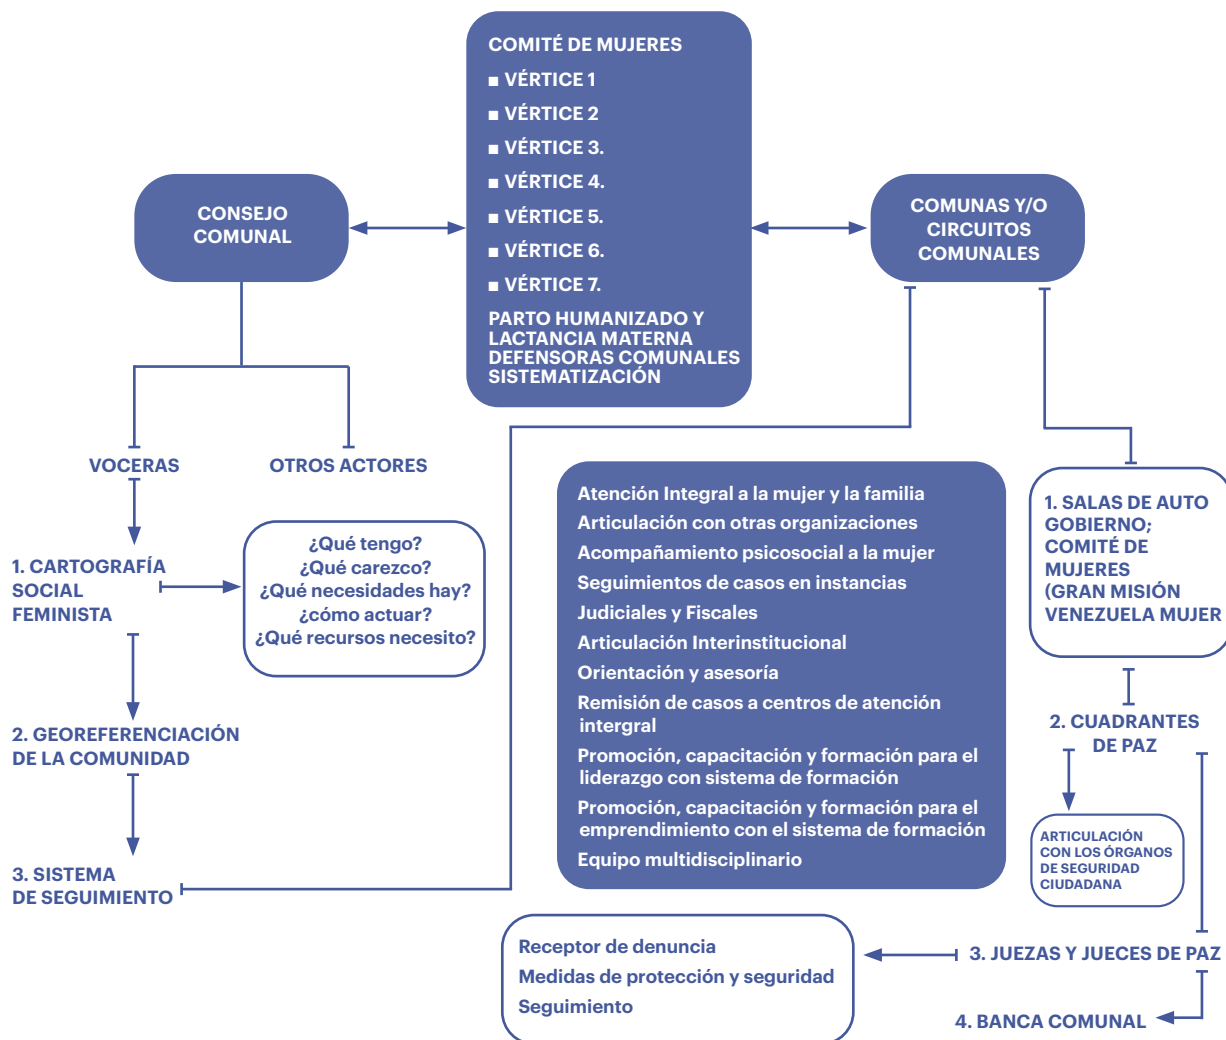 COMITÉ DE MUJERES
■ VÉRTICE 1
■ VÉRTICE 2
■ VÉRTICE 3.
■ VÉRTICE 4.
■ VÉRTICE 5.
■ VÉRTICE 6.
■ VÉRTICE 7.
PARTO HUMANIZADO Y
LACTANCIA MATERNA
DEFENSORAS COMUNALES
SISTEMATIZACIÓN
CONSEJO
COMUNAL
COMUNAS Y/O
CIRCUITOS
COMUNALES
VOCERAS
OTROS ACTORES
1. CARTOGRAFÍA
SOCIAL
FEMINISTA
¿Qué tengo?
¿Qué carezco?
¿Qué necesidades hay?
¿cómo actuar?
¿Qué recursos necesito?
2. GEOREFERENCIACIÓN
DE LA COMUNIDAD
3. SISTEMA
DE SEGUIMIENTO
Atención Integral a la mujer y la familia
Articulación con otras organizaciones
Acompañamiento psicosocial a la mujer
Seguimientos de casos en instancias
Judiciales y Fiscales
Articulación Interinstitucional
Orientación y asesoría
Remisión de casos a centros de atención
intergral
Promoción, capacitación y formación para el
liderazgo con sistema de formación
Promoción, capacitación y formación para el
emprendimiento con el sistema de formación
Equipo multidisciplinario
1. SALAS DE AUTO
GOBIERNO;
COMITÉ DE
MUJERES
(GRAN MISIÓN
VENEZUELA MUJER
2. CUADRANTES
DE PAZ
ARTICULACIÓN
CON LOS ÓRGANOS
DE SEGURIDAD
CIUDADANA
3. JUEZAS Y JUECES DE PAZ
Receptor de denuncia
Medidas de protección y seguridad
Seguimiento
4. BANCA COMUNAL